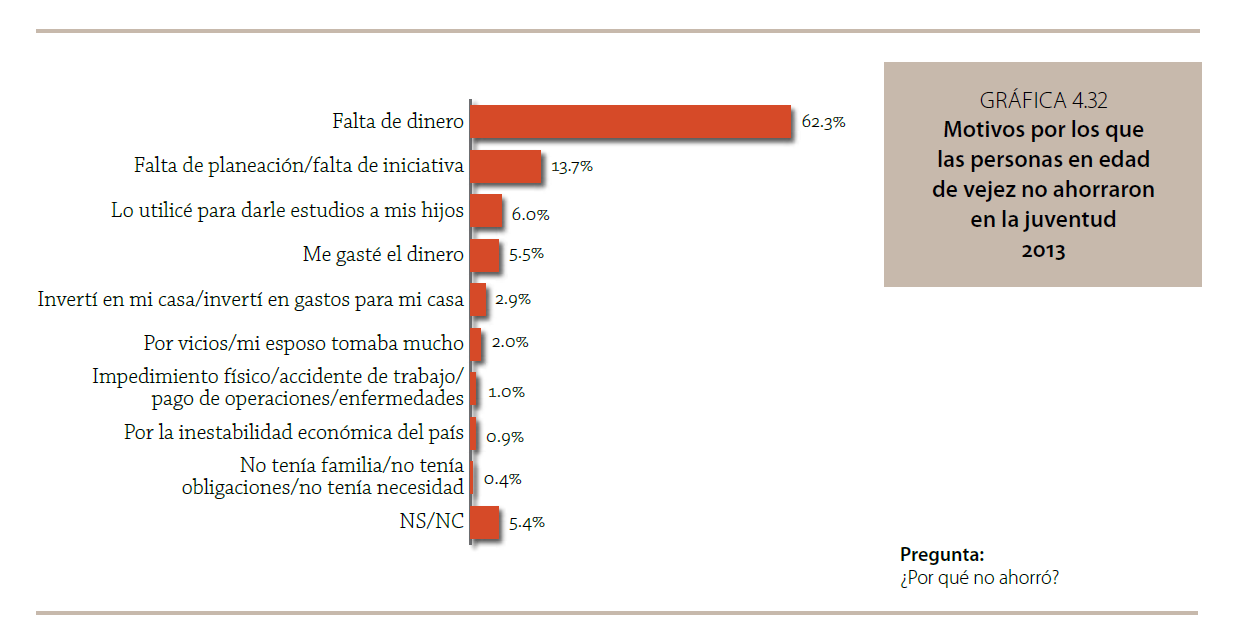 GRÁFICA 4.32
Motivos por los que
las personas en edad
de vejez no ahorraron
en la juventud
2013
Falta de dinero 62.3%
Falta de planeación/falta de iniciativa 13.7%
Lo utilicé para darle estudios a mis hijos 6.0%
Me gasté el dinero 5.5%
Invertí en mi casa/invertí en gastos para mi casa 2.9%
Por vicios/mi esposo tomaba mucho 2.0%
Impedimiento físico/accidente de trabajo/
pago de operaciones/enfermedades 1.0%
Por la inestabilidad económica del país 0.9%
No tenía familia/no tenía
obligaciones/no tenía necesidad 0.4%
NS/NC 5.4%
Pregunta:
¿Por qué no ahorró?